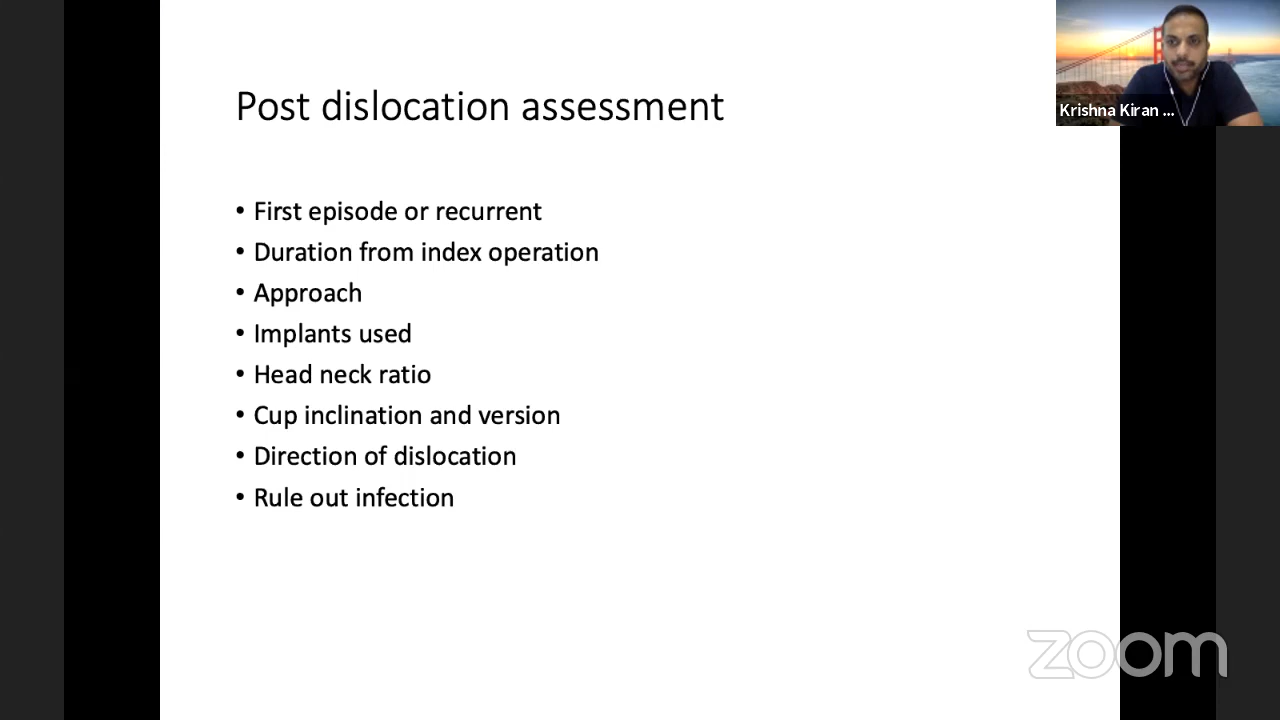 Post dislocation assessment
Krishna Kiran ...
• First episode or recurrent
• Duration from index operation
• Approach
• Implants used
• Head neck ratio
• Cup inclination and version
• Direction of dislocation
• Rule out infection
zoom